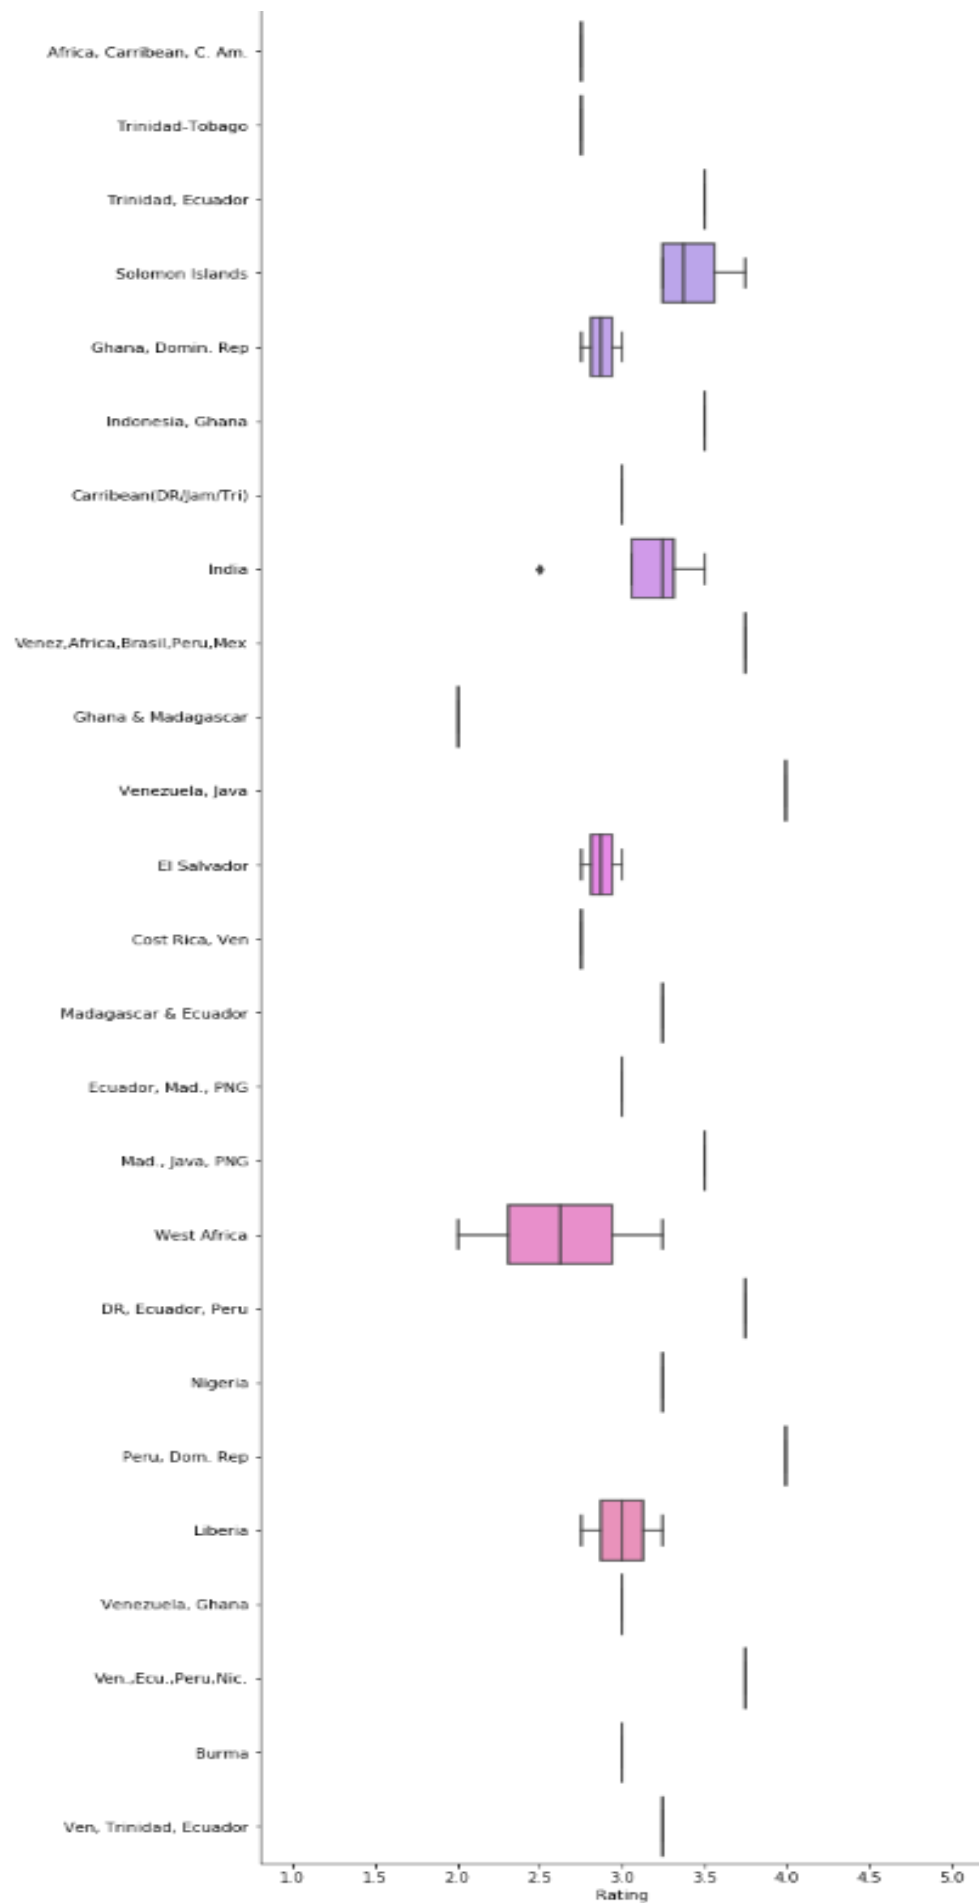 Africa, Carribean, C. Am.
Trinidad-Tobago
Trinidad, Ecuador
Solomon Islands
Ghana, Domin. Rep
Indonesia, Ghana
Carribean(DR/Jam/Tri)
India
Venez,Africa,Brasil,Peru,Mex
Ghana & Madagascar
Venezuela, Java
El Salvador
Cost Rica, Ven
Madagascar & Ecuador
Ecuador, Mad., PNG
Mad., Java, PNG
West Africa
DR, Ecuador, Peru
Nigeria
Peru, Dom. Rep
Liberia
Venezuela, Ghana
Ven.,Ecu.,Peru,Nic.
Burma
Ven, Trinidad, Ecuador
1.0 1.5 2.0 2.5 3.0 3.5 4.0 4.5 5.0
Rating